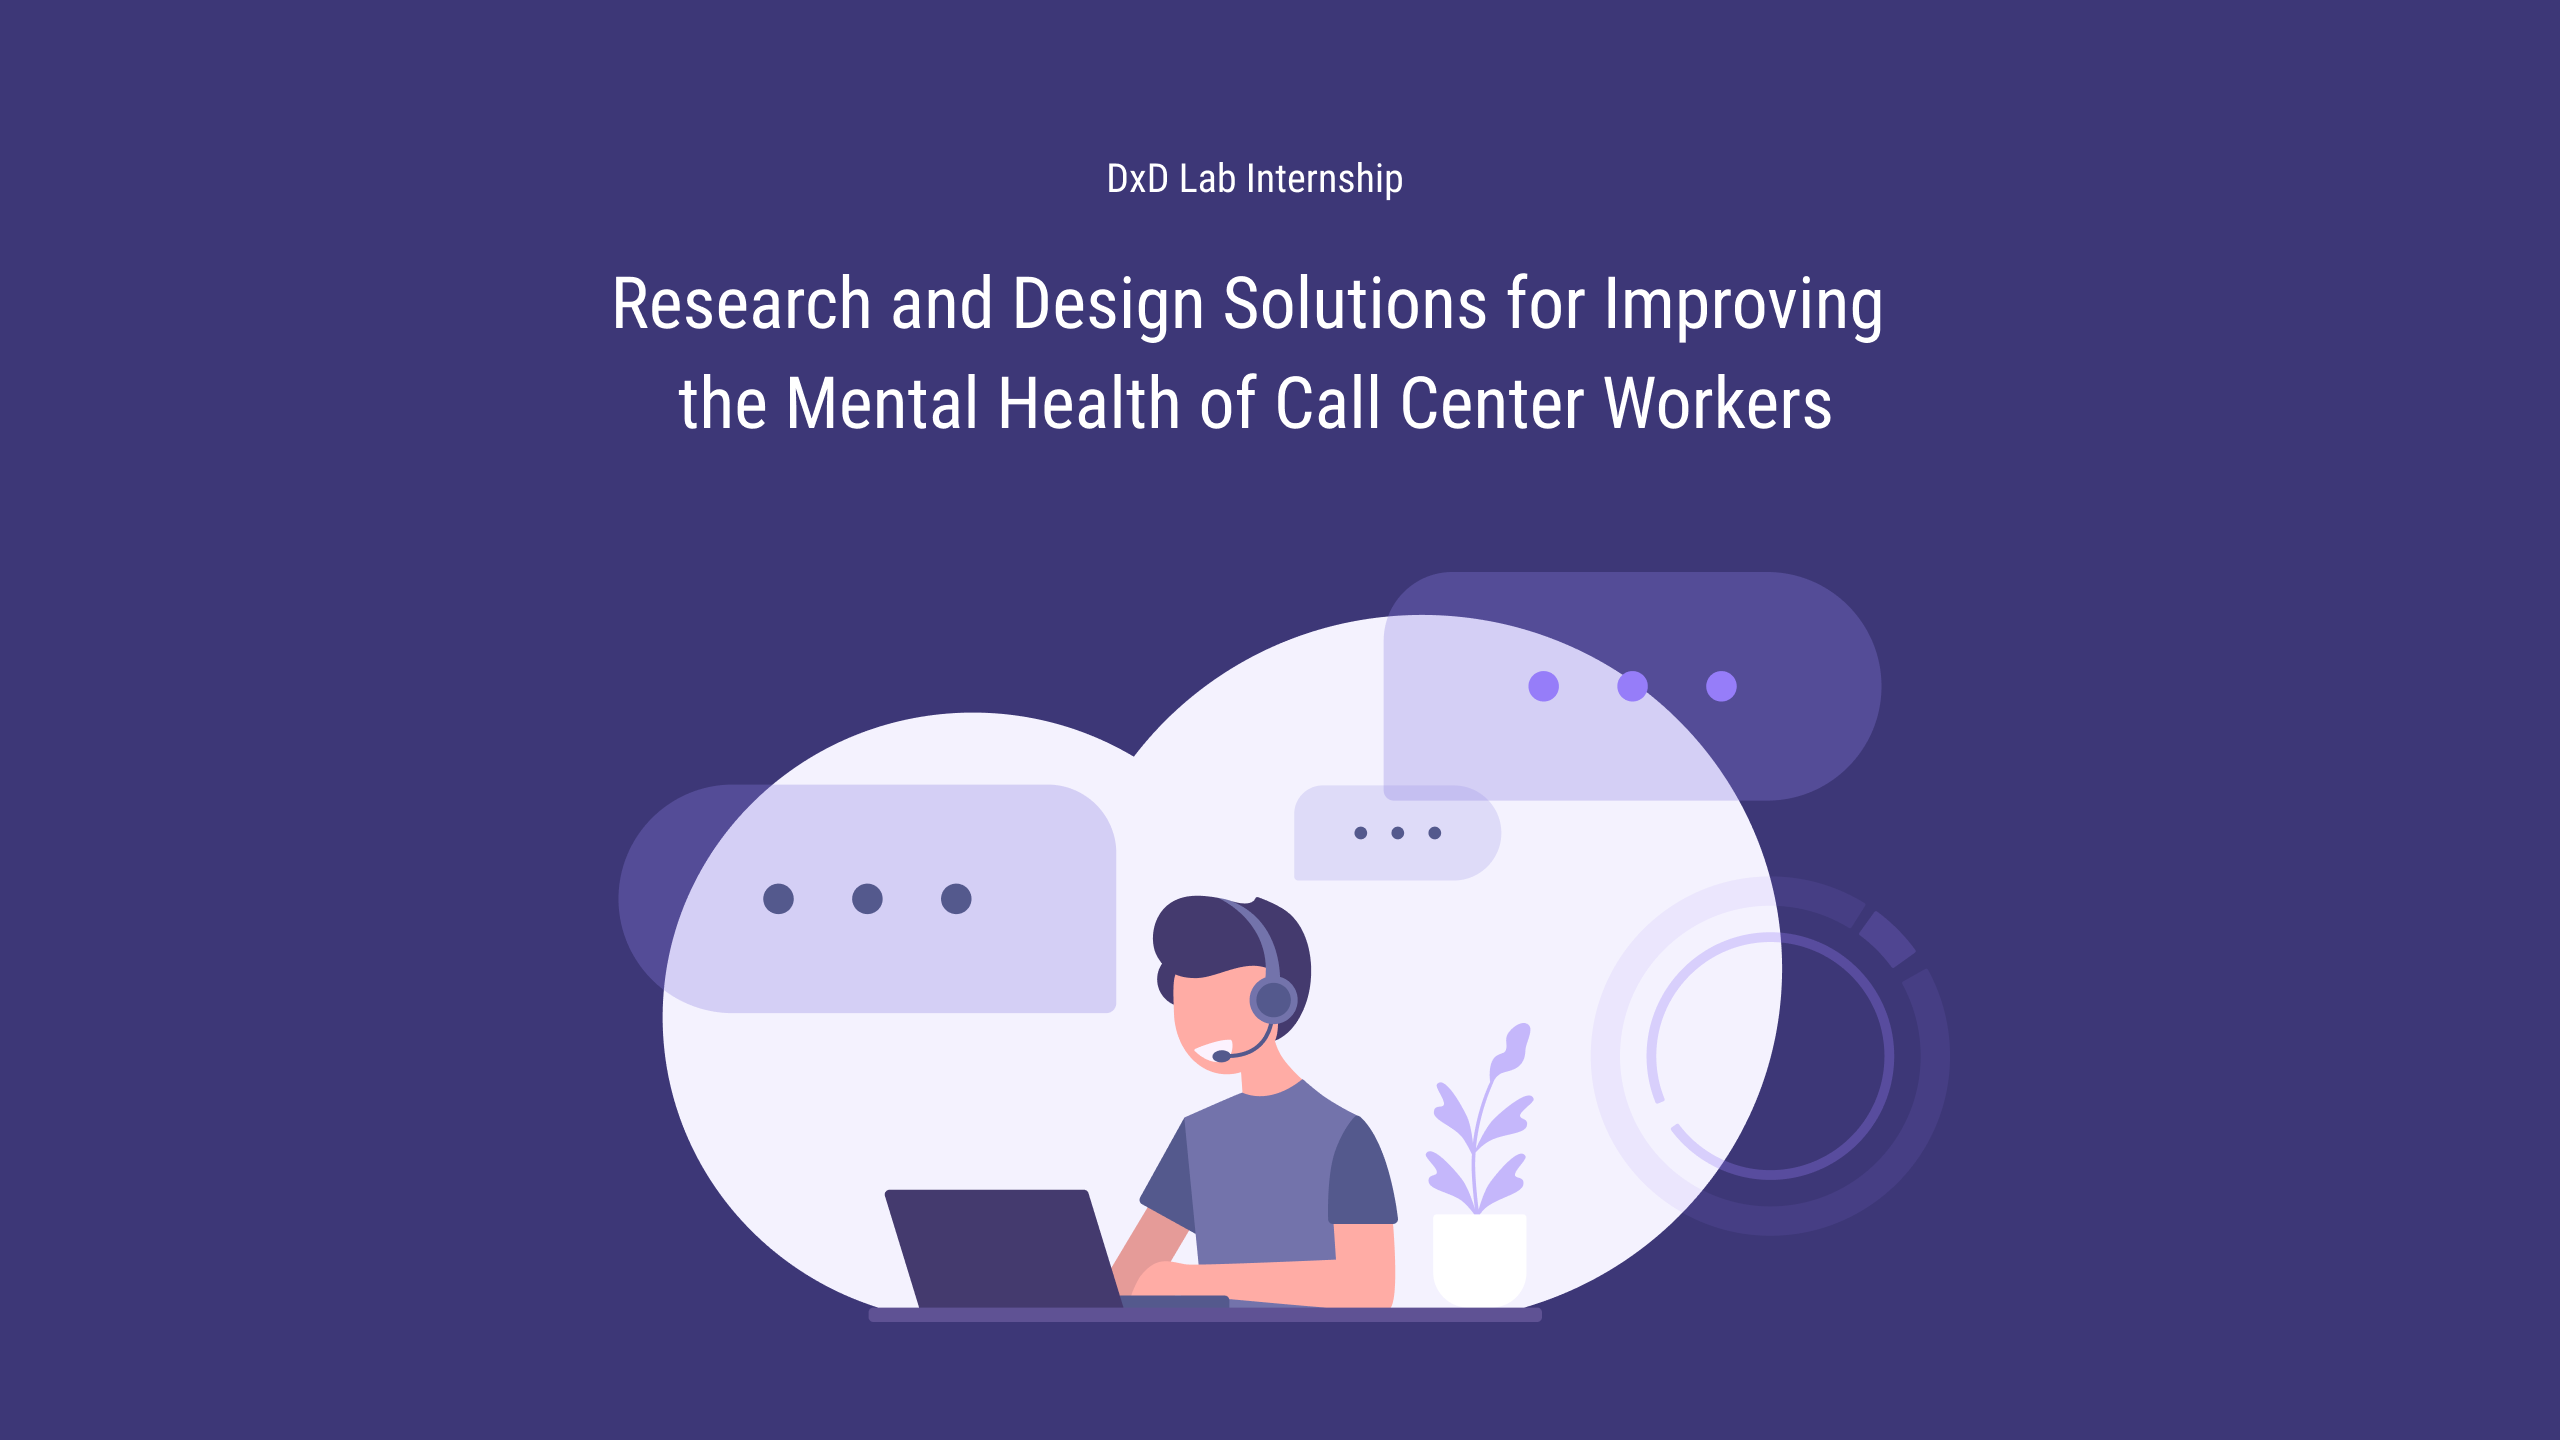 DxD Lab Internship
Research and Design Solutions for Improving
the Mental Health of Call Center Workers